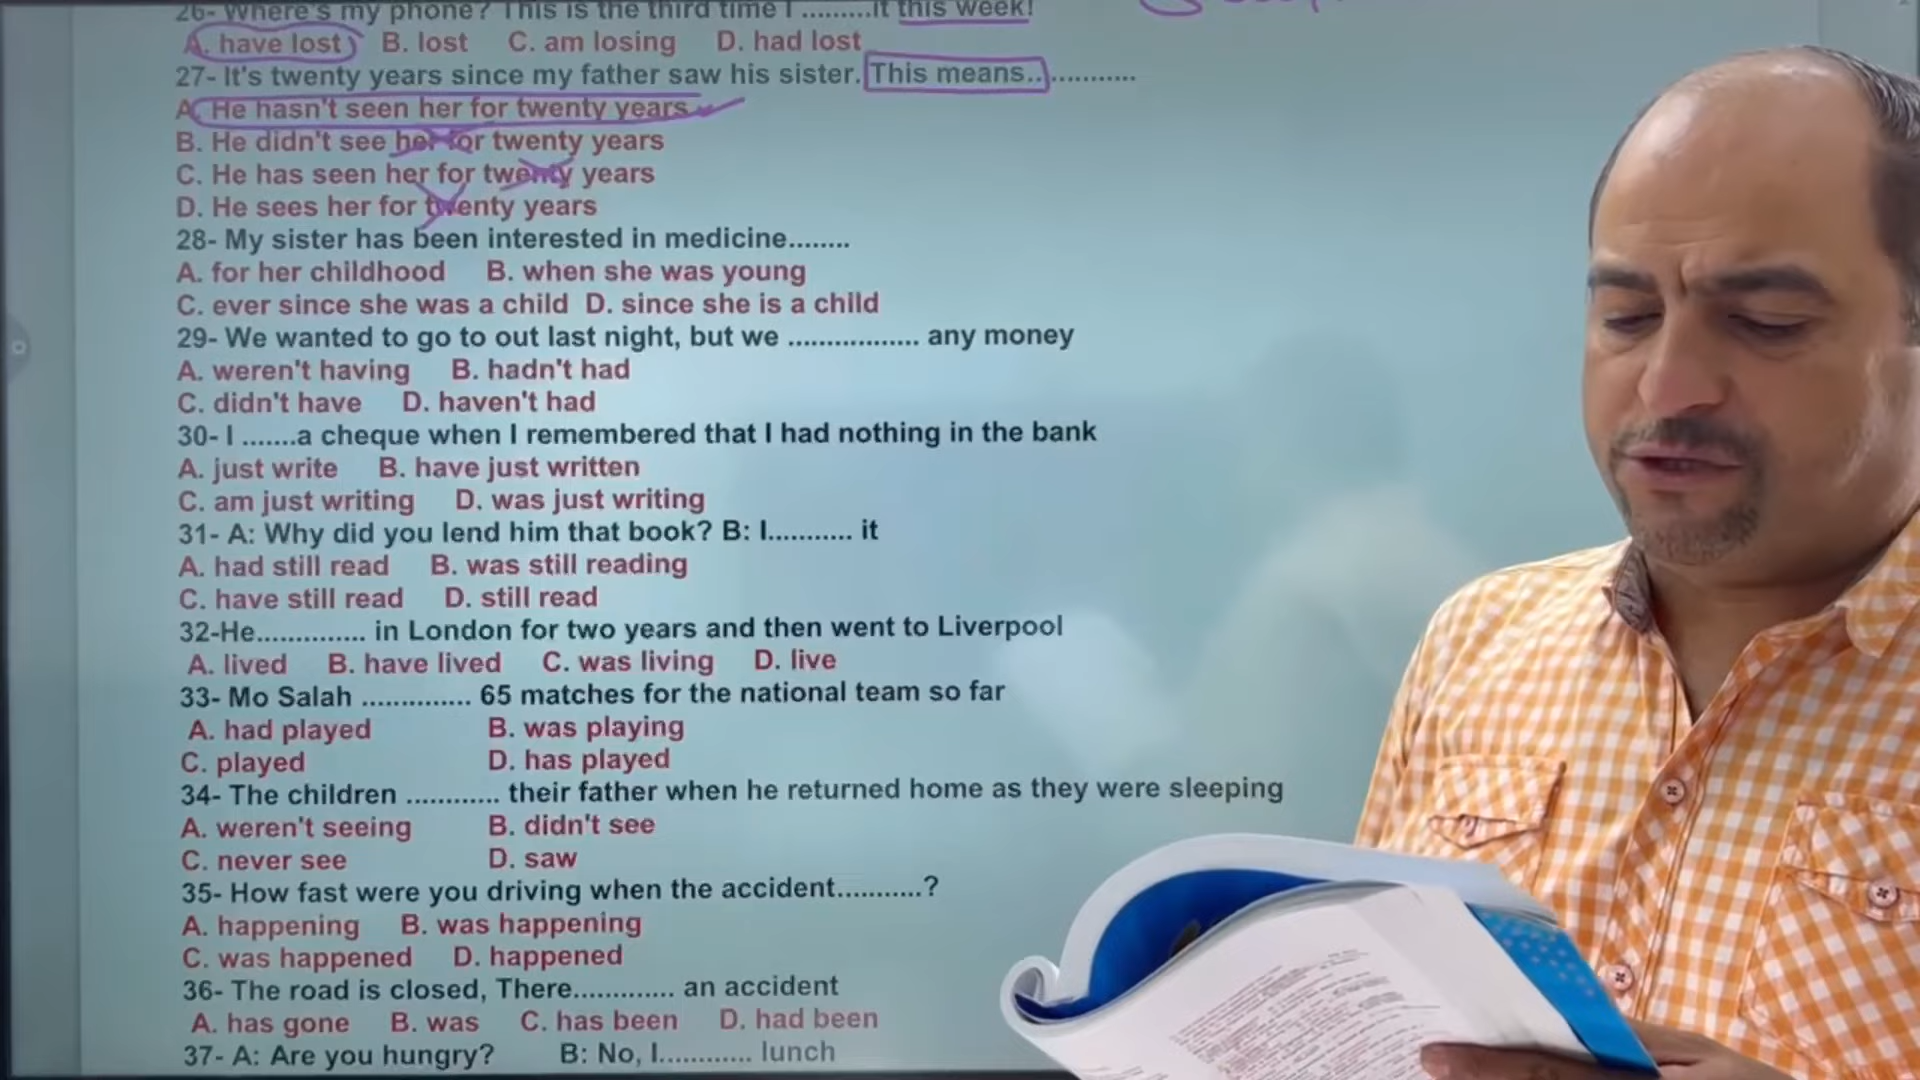 26- Where's my phone? This is the third time I .........it this week!
A. have lost B. lost C. am losing D. had lost
27- It's twenty years since my father saw his sister. This means.............
A. He hasn't seen her for twenty years
B. He didn't see her for twenty years
C. He has seen her for twenty years
D. He sees her for twenty years
28- My sister has been interested in medicine........
A. for her childhood B. when she was young
C. ever since she was a child D. since she is a child
29- We wanted to go to out last night, but we ................. any money
A. weren't having B. hadn't had
C. didn't have D. haven't had
30- I .......a cheque when I remembered that I had nothing in the bank
A. just write B. have just written
C. am just writing D. was just writing
31- A: Why did you lend him that book? B: I........... it
A. had still read B. was still reading
C. have still read D. still read
32-He.............. in London for two years and then went to Liverpool
A. lived B. have lived C. was living D. live
33- Mo Salah .............. 65 matches for the national team so far
A. had played B. was playing
C. played D. has played
34- The children ............ their father when he returned home as they were sleeping
A. weren't seeing B. didn't see
C. never see D. saw
35- How fast were you driving when the accident...........?
A. happening B. was happening
C. was happened D. happened
36- The road is closed, There............. an accident
A. has gone B. was C. has been D. had been
37- A: Are you hungry? B: No, I............ lunch